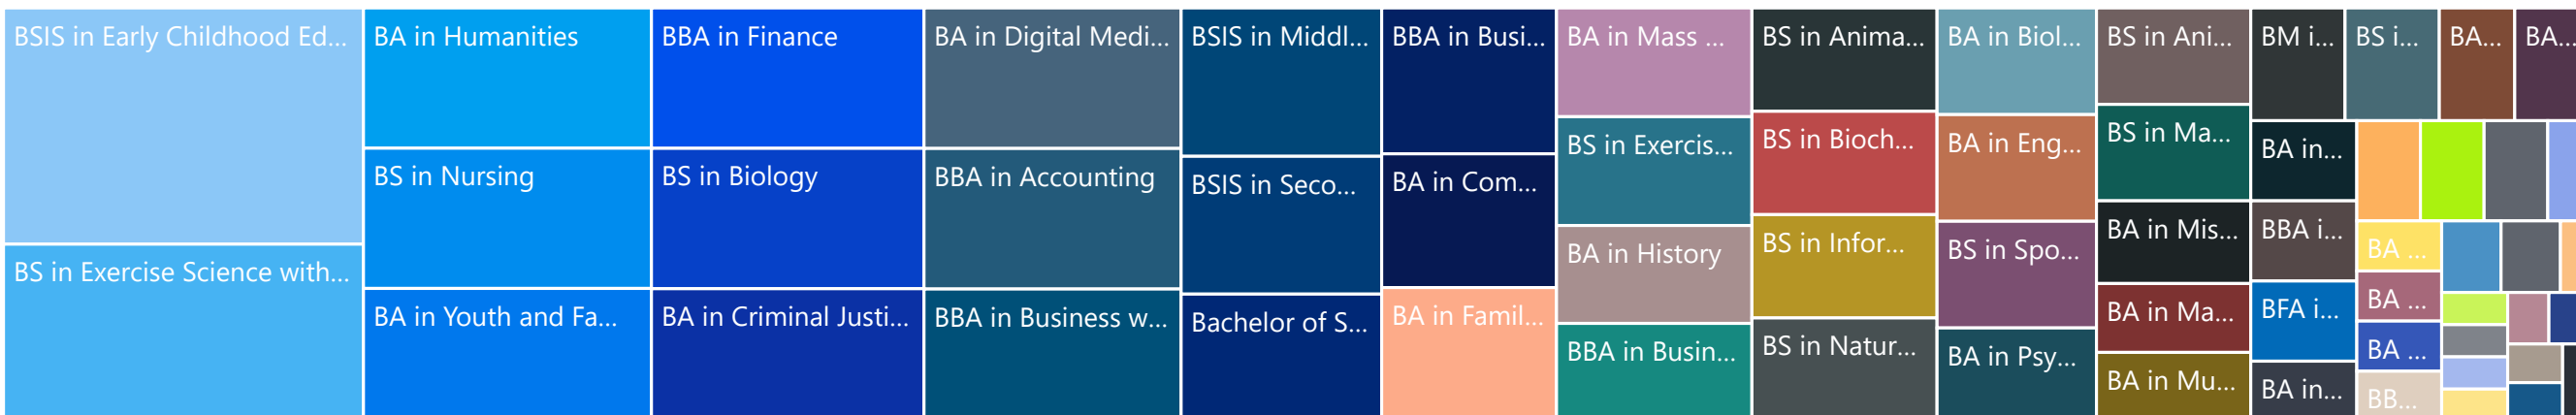 BSIS in Early Childhood Ed...
BS in Exercise Science with...
BA in Humanities
BS in Nursing
BA in Youth and Fa...
BBA in Finance
BS in Biology
BA in Criminal Justi...
BA in Digital Medi...
BBA in Accounting
BBA in Business w...
BSIS in Middl...
BSIS in Seco...
Bachelor of S...
BBA in Busi...
BA in Com...
BA in Famil...
BA in Mass ...
BS in Exercis...
BA in History
BBA in Busin...
BS in Anima...
BS in Bioch...
BS in Infor...
BS in Natur...
BA in Biol...
BA in Eng...
BS in Spo...
BA in Psy...
BS in Ani...
BS in Ma...
BA in Mis...
BA in Ma...
BA in Mu...
BM i...
BS i...
BA...
BA...
BA in...
BBA i...
BFA i...
BA in...
BA ...
BA ...
BA ...
BB...